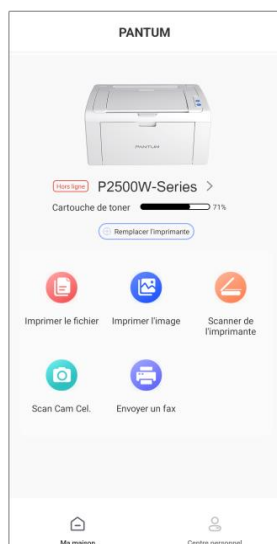 PANTUM
PANTUM
Hors ligne P2500W-Series >
Cartouche de toner 71%
Remplacer l'imprimante
Imprimer le fichier Imprimer l'image Scanner de l'imprimante
Scan Cam Cel. Envoyer un fax
Ma maison Centre personnel